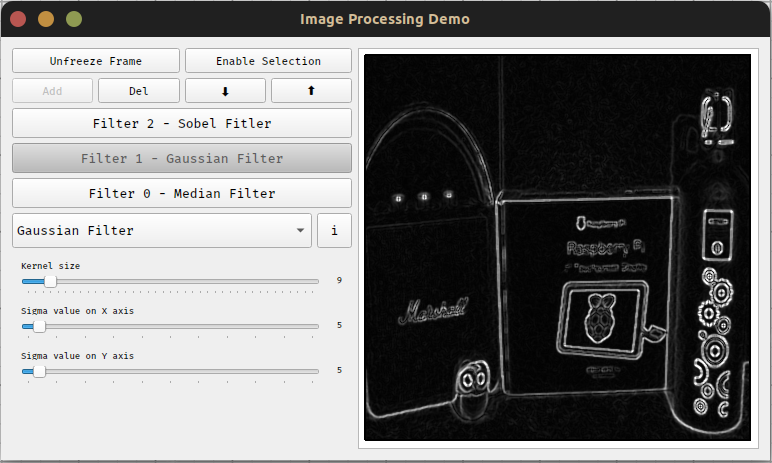 Image Processing Demo
Unfreeze Frame
Enable Selection
Add
Del
⬇
⬆
Filter 2 - Sobel Fitler
Filter 1 - Gaussian Filter
Filter 0 - Median Filter
Gaussian Filter
i
Kernel size
9
Sigma value on X axis
5
Sigma value on Y axis
5
Raspberry Pi
Raspberry Pi
Marshall